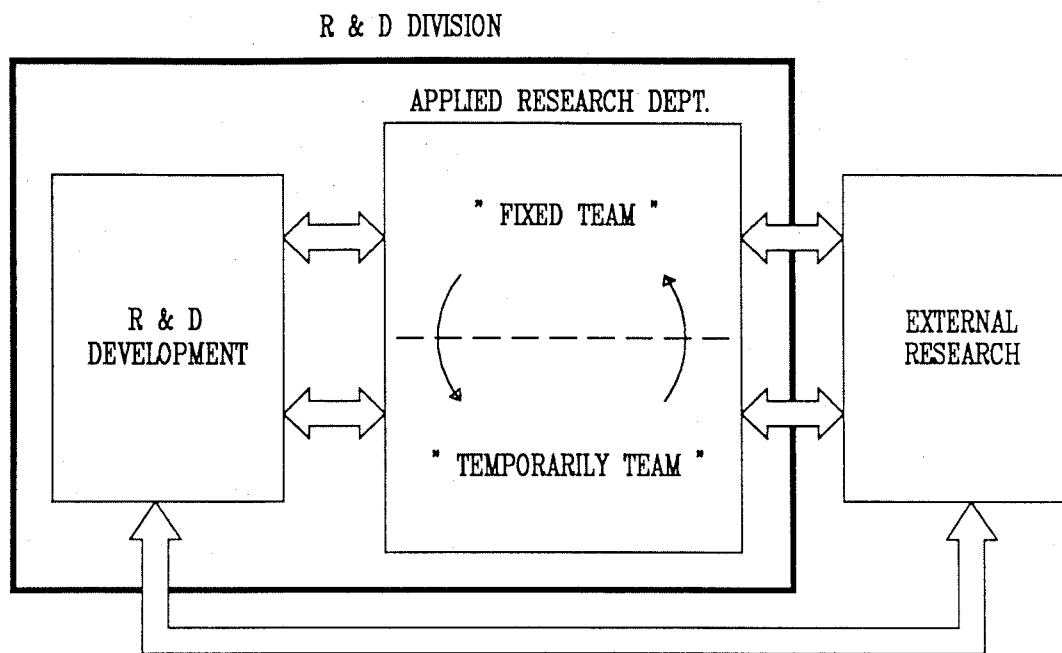 R & D DIVISION
APPLIED RESEARCH DEPT.
" FIXED TEAM "
R & D
DEVELOPMENT
EXTERNAL
RESEARCH
" TEMPORARILY TEAM "